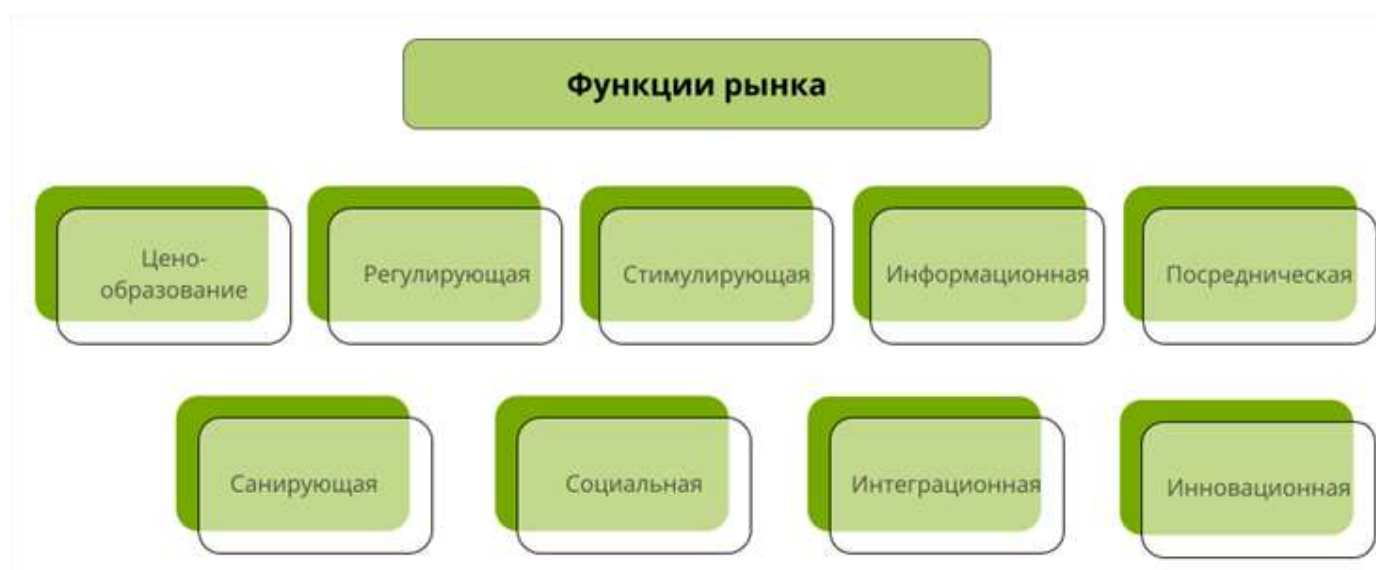 Функции рынка
Цено-
образование
Регулирующая
Стимулирующая
Информационная
Посредническая
Санирующая
Социальная
Интеграционная
Инновационная